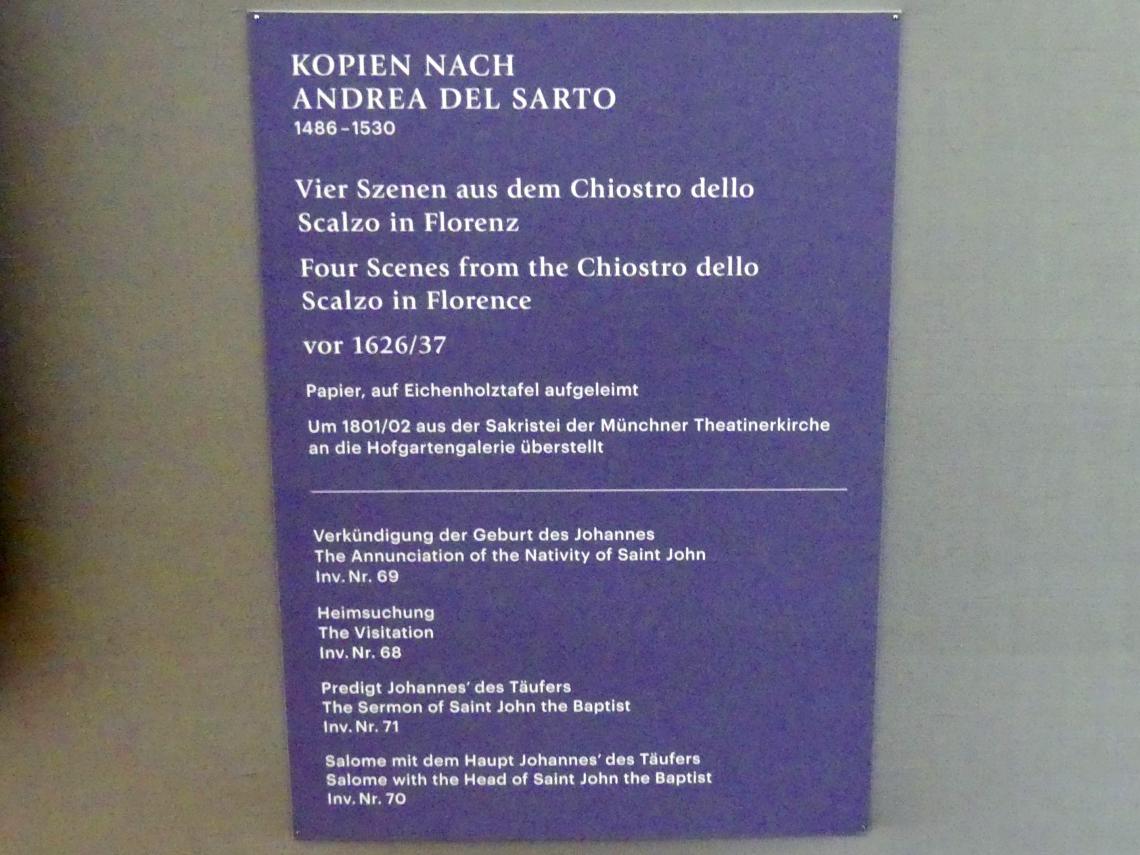 KOPIEN NACH
ANDREA DEL SARTO
1486–1530
Vier Szenen aus dem Chiostro dello
Scalzo in Florenz
Four Scenes from the Chiostro dello
Scalzo in Florence
vor 1626/37
Papier, auf Eichenholztafel aufgeleimt
Um 1801/02 aus der Sakristei der Münchner Theatinerkirche
an die Hofgartengalerie überstellt
Verkündigung der Geburt des Johannes
The Annunciation of the Nativity of Saint John
Inv. Nr. 69
Heimsuchung
The Visitation
Inv. Nr. 68
Predigt Johannes’ des Täufers
The Sermon of Saint John the Baptist
Inv. Nr. 71
Salome mit dem Haupt Johannes’ des Täufers
Salome with the Head of Saint John the Baptist
Inv. Nr. 70